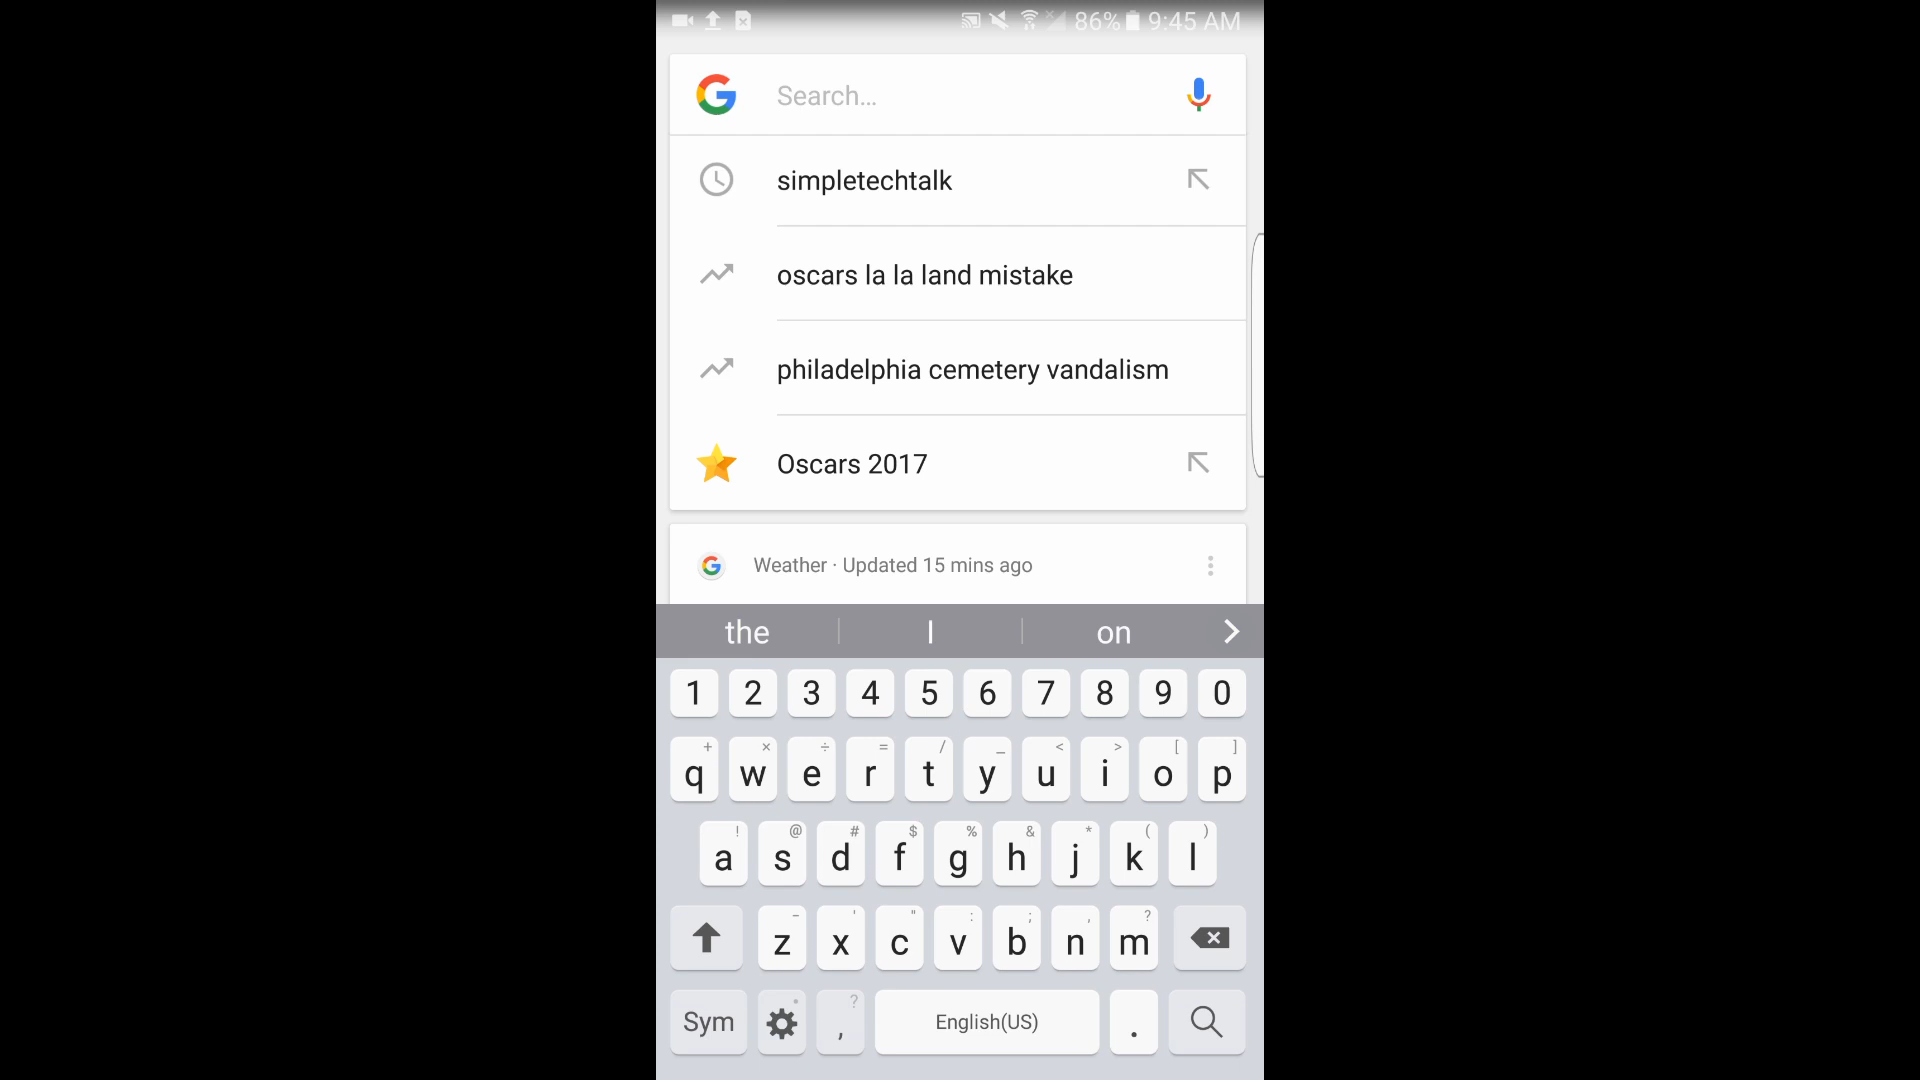 86% 9:45 AM
Search...
simpletechtalk
oscars la la land mistake
philadelphia cemetery vandalism
Oscars 2017
Weather · Updated 15 mins ago
the I on
1 2 3 4 5 6 7 8 9 0
+ × ÷ = / _ < > [ ]
q w e r t y u i o p
! @ # $ % & * ( )
a s d f g h j k l
- ' " : ; , ?
z x c v b n m
?
Sym , English(US) .